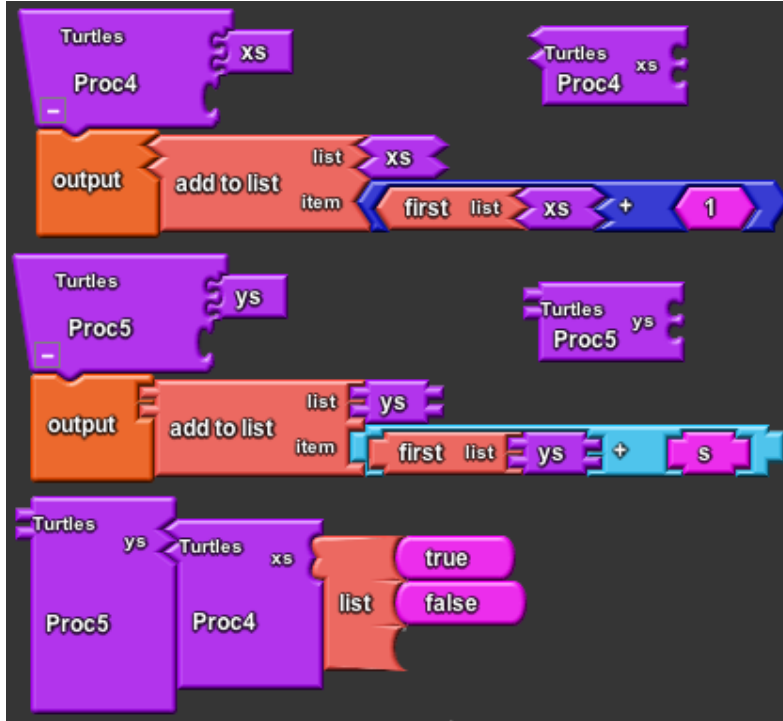 Turtles xs
Proc4
−
Turtles xs
Proc4
output add to list list xs
item first list xs + 1
Turtles ys
Proc5
−
Turtles ys
Proc5
output add to list list ys
item first list ys + s
Turtles ys Turtles xs true
Proc5 Proc4 list false